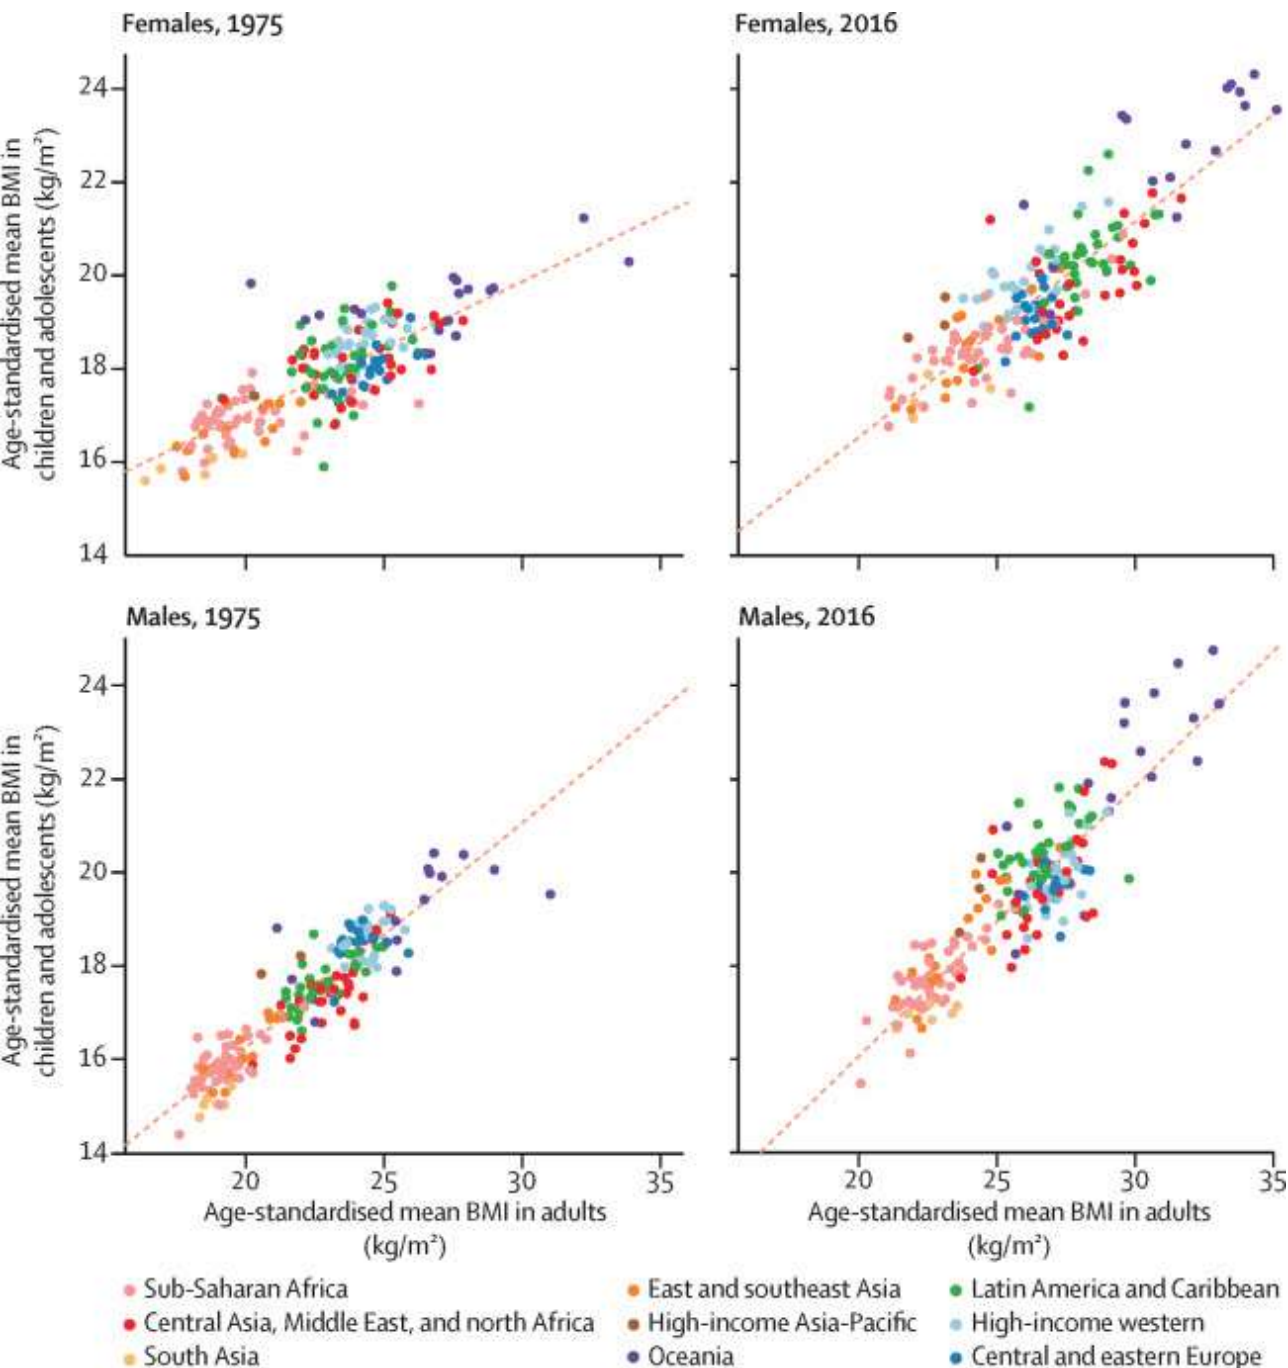 Females, 1975
Females, 2016
Age-standardised mean BMI in
children and adolescents (kg/m²)
24
22
20
18
16
14
Males, 1975
Males, 2016
Age-standardised mean BMI in
children and adolescents (kg/m²)
24
22
20
18
16
14
20 25 30 35
20 25 30 35
Age-standardised mean BMI in adults
(kg/m²)
Age-standardised mean BMI in adults
(kg/m²)
Sub-Saharan Africa
Central Asia, Middle East, and north Africa
South Asia
East and southeast Asia
High-income Asia-Pacific
Oceania
Latin America and Caribbean
High-income western
Central and eastern Europe